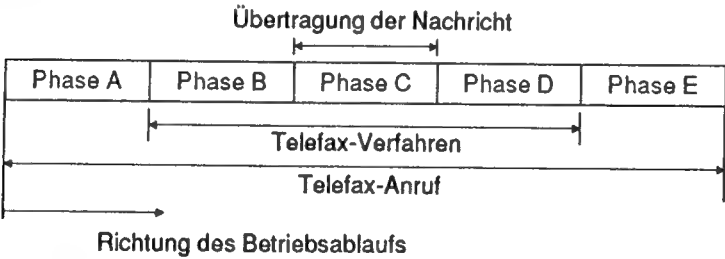 Übertragung der Nachricht
Phase A Phase B Phase C Phase D Phase E
Telefax-Verfahren
Telefax-Anruf
Richtung des Betriebsablaufs